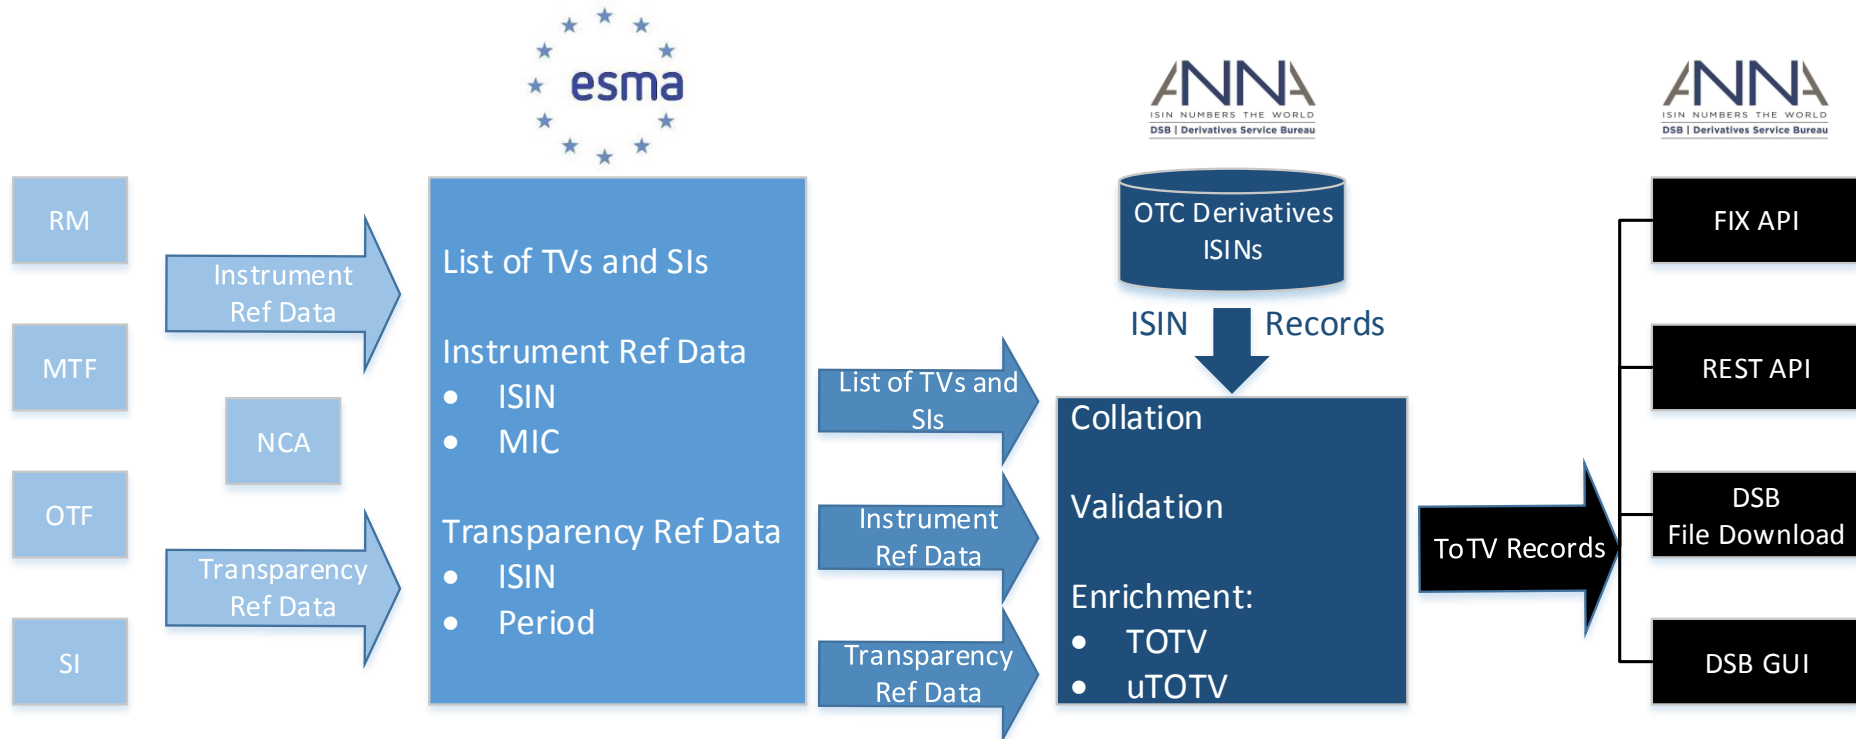 esma
ANNA
ISIN NUMBERS THE WORLD
DSB | Derivatives Service Bureau
ANNA
ISIN NUMBERS THE WORLD
DSB | Derivatives Service Bureau
RM
MTF
OTF
SI
NCA
Instrument
Ref Data
Transparency
Ref Data
List of TVs and SIs
Instrument Ref Data
• ISIN
• MIC
Transparency Ref Data
• ISIN
• Period
List of TVs and
SIs
Instrument
Ref Data
Transparency
Ref Data
OTC Derivatives
ISINs
ISIN Records
Collation
Validation
Enrichment:
• TOTV
• uTOTV
ToTV Records
FIX API
REST API
DSB
File Download
DSB GUI